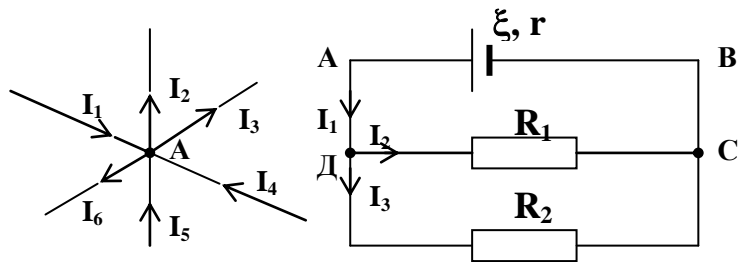 ξ, r
А
В
I₁
I₂
I₃
А
I₄
I₅
I₆
I₁
I₂
R₁
Д
С
I₃
R₂